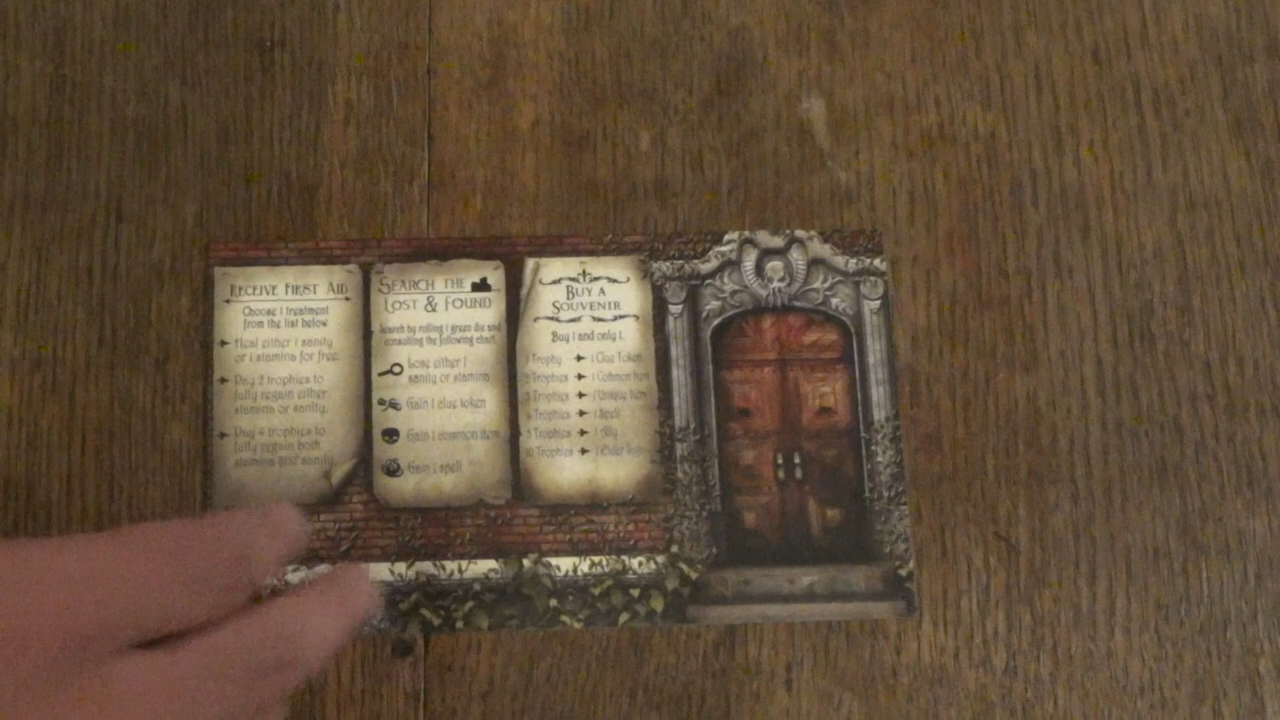 RECEIVE FIRST AID
Choose 1 treatment
from the list below
Heal either 1 sanity
or 1 stamina for free.
Pay 2 trophies to
fully regain either
stamina or sanity.
Pay 4 trophies to
fully regain both
stamina and sanity.
SEARCH THE
LOST & FOUND
Search by rolling 1 green die and
consulting the following chart.
Lose either 1
sanity or stamina
Gain 1 clue token
Gain 1 common item
Gain 1 spell
BUY A
SOUVENIR
Buy 1 and only 1.
1 Trophy 1 Clue Token
2 Trophies 1 Common Item
3 Trophies 1 Unique Item
4 Trophies 1 Spell
5 Trophies 1 Ally
10 Trophies 1 Elder Sign